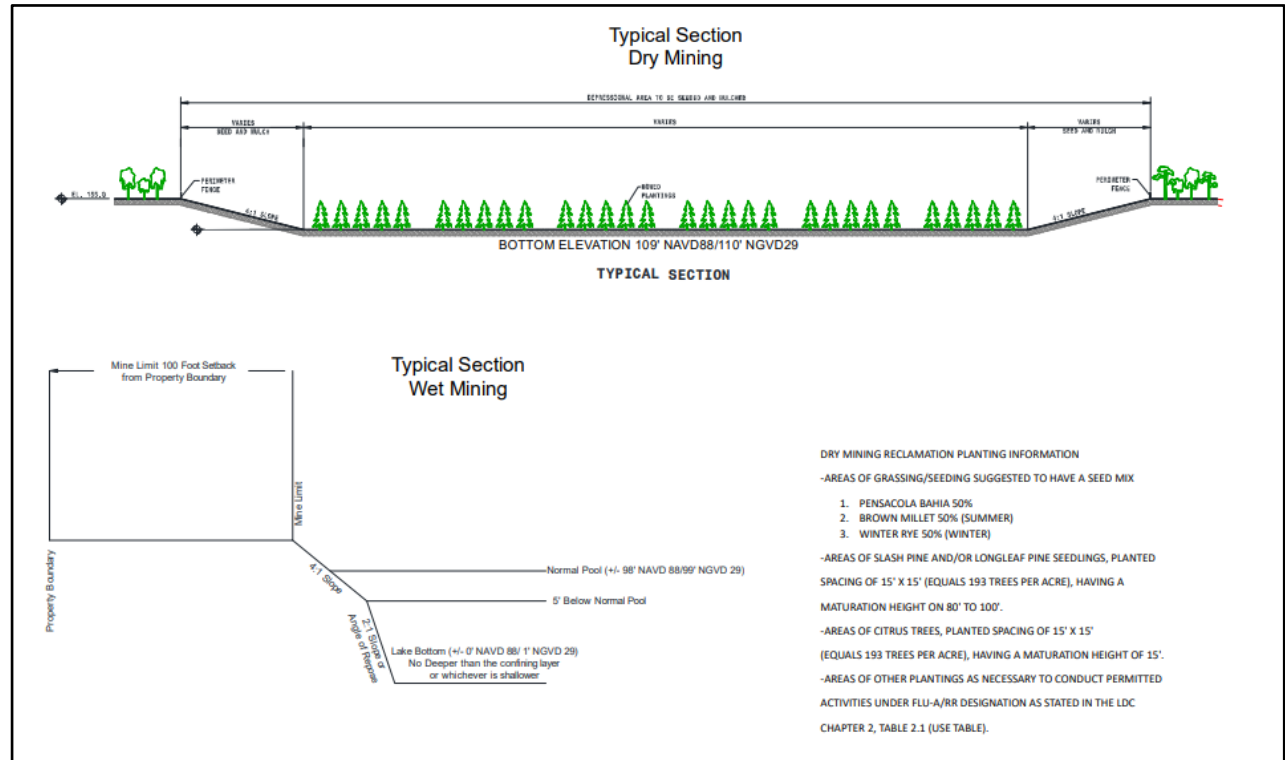 Typical Section
Dry Mining
DEPRESSIONAL AREA TO BE SEEDED AND MULCHED
VARIES
SEED AND MULCH
VARIES
VARIES
SEED AND MULCH
PERIMETER
FENCE
PLANTINGS
PERIMETER
FENCE
EL.
4:1 SLOPE
4:1 SLOPE
BOTTOM ELEVATION 109' NAVD88/110' NGVD29
TYPICAL SECTION
Mine Limit 100 Foot Setback
from Property Boundary
Typical Section
Wet Mining
Mine Limit
Property Boundary
4:1 Slope
Normal Pool (+/- 98' NAVD 88/99' NGVD 29)
5' Below Normal Pool
2:1 Slope or
Angle of Repose
Lake Bottom (+/- 0' NAVD 88/ 1' NGVD 29)
No Deeper than the confining layer
or whichever is shallower
DRY MINING RECLAMATION PLANTING INFORMATION
-AREAS OF GRASSING/SEEDING SUGGESTED TO HAVE A SEED MIX
1. PENSACOLA BAHIA 50%
2. BROWN MILLET 50% (SUMMER)
3. WINTER RYE 50% (WINTER)
-AREAS OF SLASH PINE AND/OR LONGLEAF PINE SEEDLINGS, PLANTED
SPACING OF 15' X 15' (EQUALS 193 TREES PER ACRE), HAVING A
MATURATION HEIGHT ON 80' TO 100'.
-AREAS OF CITRUS TREES, PLANTED SPACING OF 15' X 15'
(EQUALS 193 TREES PER ACRE), HAVING A MATURATION HEIGHT OF 15'.
-AREAS OF OTHER PLANTINGS AS NECESSARY TO CONDUCT PERMITTED
ACTIVITIES UNDER FLU-A/RR DESIGNATION AS STATED IN THE LDC
CHAPTER 2, TABLE 2.1 (USE TABLE).